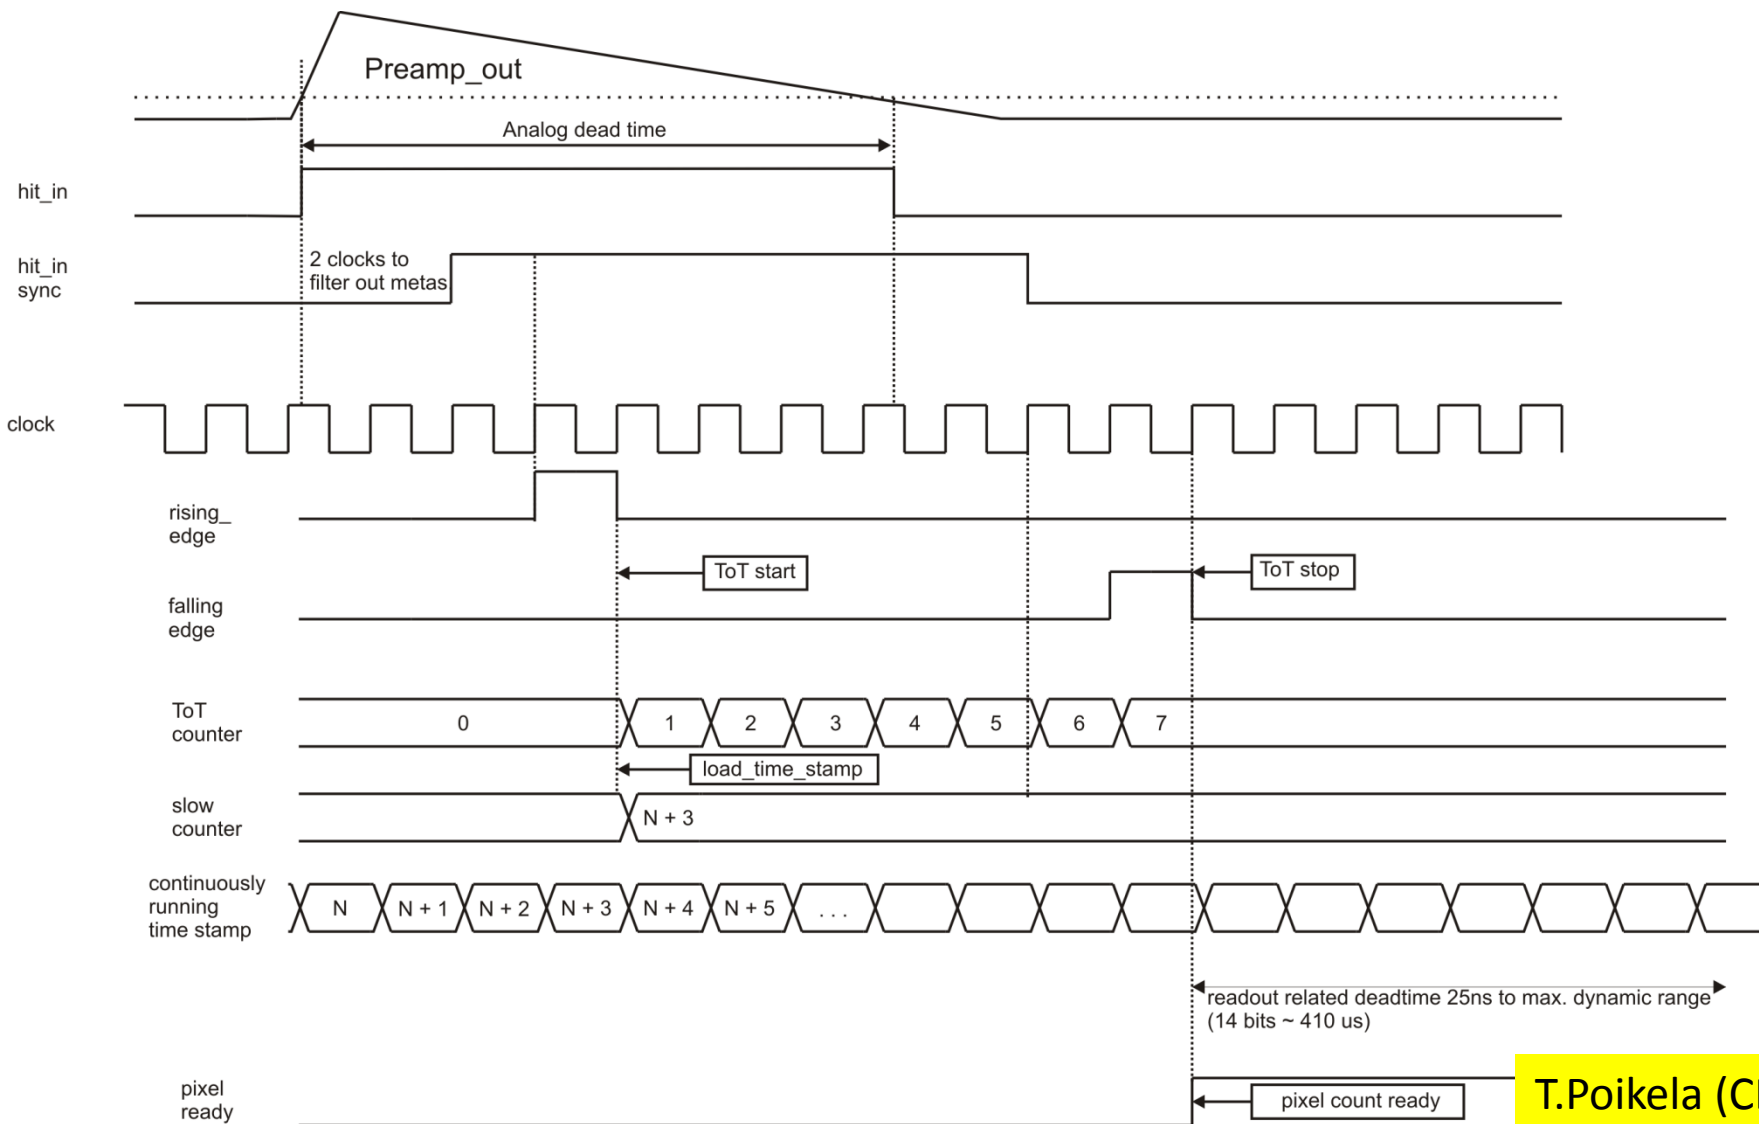 Preamp_out
Analog dead time
hit_in
hit_in
sync
2 clocks to
filter out metas
clock
rising_
edge
ToT start
ToT stop
falling
edge
ToT
counter
0
1
2
3
4
5
6
7
load_time_stamp
slow
counter
N + 3
continuously
running
time stamp
N
N + 1
N + 2
N + 3
N + 4
N + 5
. . .
readout related deadtime 25ns to max. dynamic range
(14 bits ~ 410 us)
pixel
ready
pixel count ready
T.Poikela (